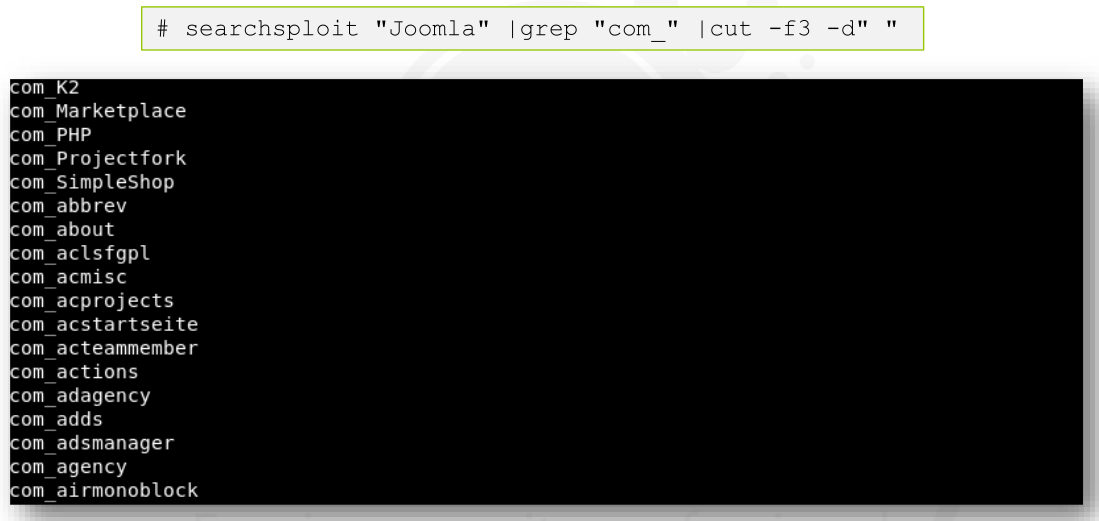 # searchsploit "Joomla" |grep "com_" |cut -f3 -d" "
com_K2
com_Marketplace
com_PHP
com_Projectfork
com_SimpleShop
com_abbrev
com_about
com_aclsfgpl
com_acmisc
com_acprojects
com_acstartseite
com_acteammember
com_actions
com_adagency
com_adds
com_adsmanager
com_agency
com_airmonoblock